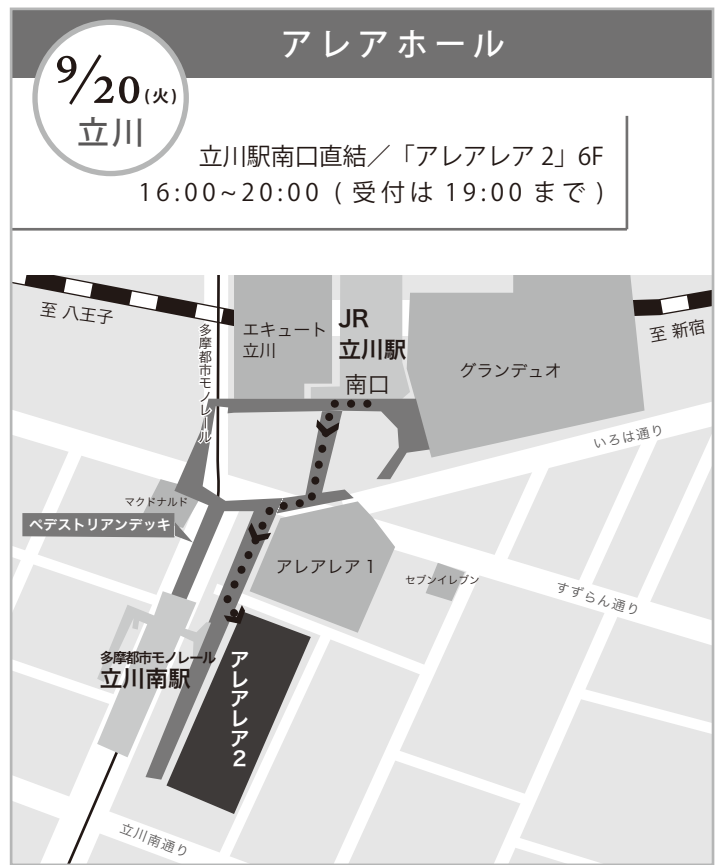 アレアホール
9/20(火)
立川
立川駅南口直結／「アレアレア 2」6F
16:00~20:00 ( 受付は 19:00 まで )
至 八王子
多摩都市モノレール
エキュート
立川
JR
立川駅
南口
グランデュオ
至 新宿
いろは通り
マクドナルド
ペデストリアンデッキ
アレアレア 1
セブンイレブン
すずらん通り
多摩都市モノレール
立川南駅
アレアレア2
立川南通り